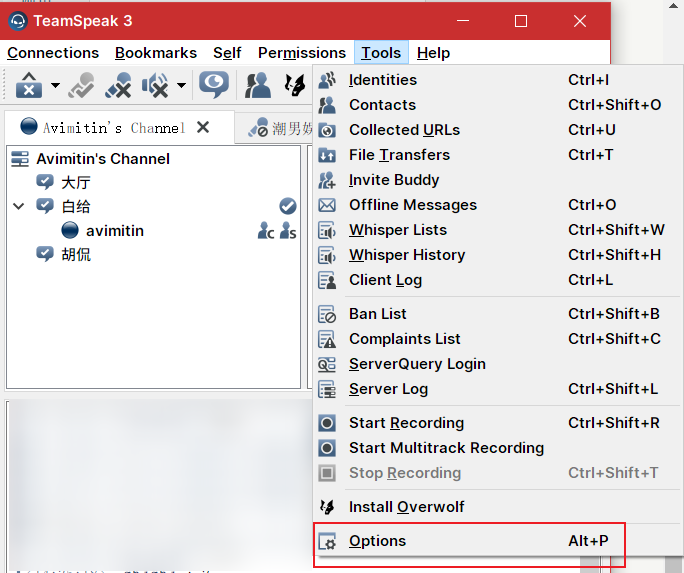 TeamSpeak 3
Connections Bookmarks Self Permissions Tools Help
Avimitin's Channel
潮男
Avimitin's Channel
大厅
白给
avimitin
胡侃
Identities Ctrl+I
Contacts Ctrl+Shift+O
Collected URLs Ctrl+U
File Transfers Ctrl+T
Invite Buddy
Offline Messages Ctrl+O
Whisper Lists Ctrl+Shift+W
Whisper History Ctrl+Shift+H
Client Log Ctrl+L
Ban List Ctrl+Shift+B
Complaints List Ctrl+Shift+C
ServerQuery Login
Server Log Ctrl+Shift+L
Start Recording Ctrl+Shift+R
Start Multitrack Recording
Stop Recording Ctrl+Shift+T
Install Overwolf
Options Alt+P